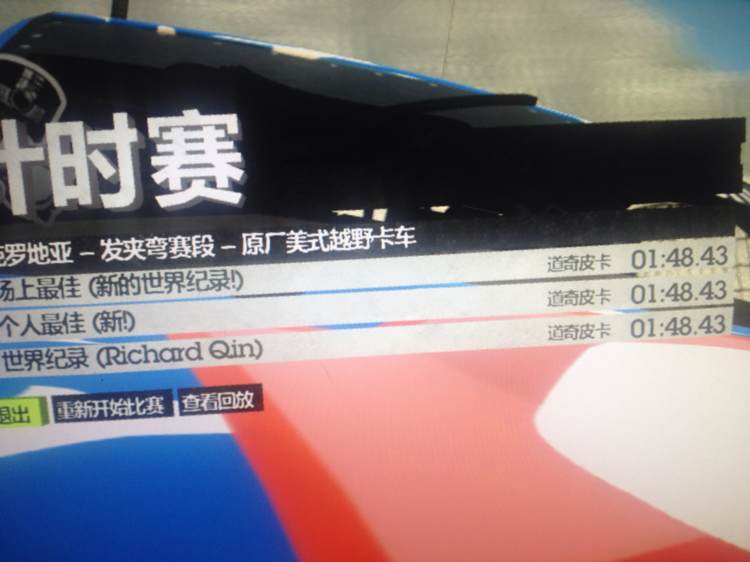 计时赛
克罗地亚 – 发夹弯赛段 – 原厂美式越野卡车
场上最佳 (新的世界纪录!) 道奇皮卡 01:48.43
个人最佳 (新!) 道奇皮卡 01:48.43
世界纪录 (Richard Qin) 道奇皮卡 01:48.43
退出 重新开始比赛 查看回放